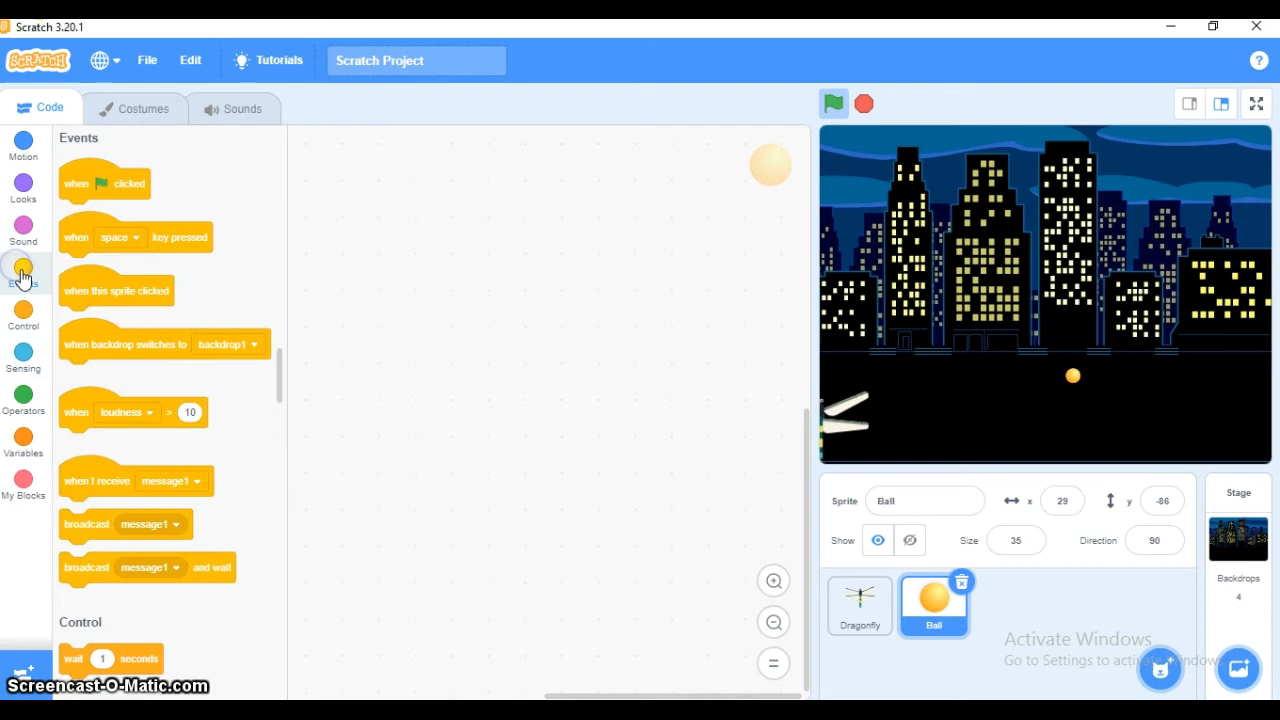 Scratch 3.20.1
SCRATCH File Edit Tutorials Scratch Project ?
Code Costumes Sounds
Motion
Looks
Sound
Control
Sensing
Operators
Variables
My Blocks
Events
when clicked
when space key pressed
when this sprite clicked
when backdrop switches to backdrop1
when loudness > 10
when I receive message1
broadcast message1
broadcast message1 and wait
Control
wait 1 seconds
Sprite Ball x 29 y -86
Show Size 35 Direction 90
Dragonfly
Ball
Stage
Backdrops
4
Activate Windows
Go to Settings to
Screencast-O-Matic.com